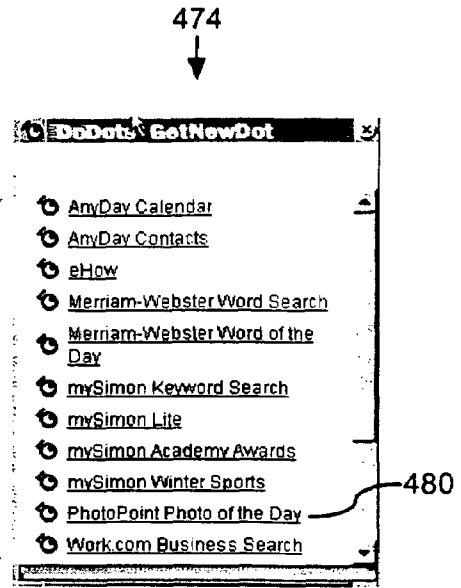 474
DoDots GetNewDot
AnyDay Calendar
AnyDay Contacts
eHow
Merriam-Webster Word Search
Merriam-Webster Word of the
Day
mySimon Keyword Search
mySimon Lite
mySimon Academy Awards
mySimon Winter Sports
PhotoPoint Photo of the Day
480
Work.com Business Search